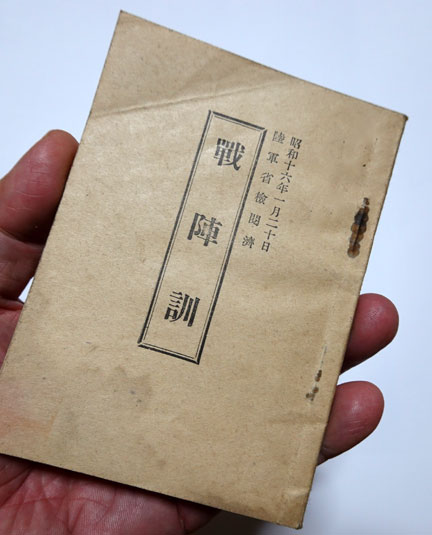 昭和十六年一月二十日
陸軍省檢閲濟
戰陣訓